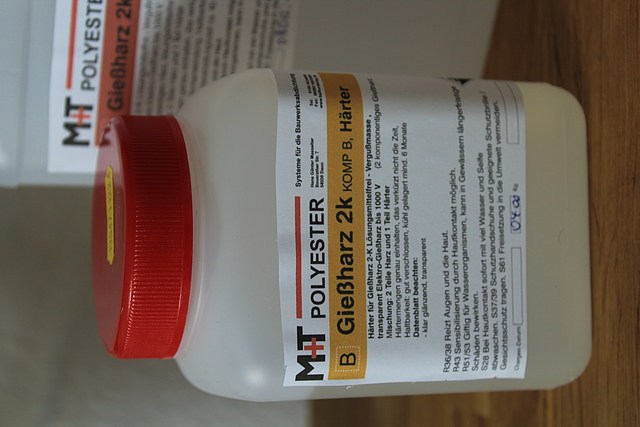 M+T
POLYESTER
Gießharz 2k
M+T
POLYESTER
Systeme für die Bauwerksabdichtung
B
Gießharz 2k KOMP B, Härter
Härter für Gießharz 2-K Lösungsmittelfrei - Vergußmasse,
transparent Elektro-Gießharz bis 1000 V (2 komponentiges Gießharz
Mischung: 2 Teile Harz und 1 Teil Härter
Härtermengen genau einhalten, das verkürzt nicht die Zeit,
Haltbarkeit: gut verschlossen, kühl gelagert mind. 6 Monate
Datenblatt beachten:
- klar glänzend, transparent
R36/38 Reizt Augen und die Haut.
R43 Sensibilisierung durch Hautkontakt möglich.
R51/53 Giftig für Wasserorganismen, kann in Gewässern längerfristig
Schäden bewirken.
S28 Bei Hautkontakt sofort mit viel Wasser und Seife
abwaschen. S37/39 Schutzhandschuhe und geeignete Schutzbrille/
Gesichtsschutz tragen. S61 Freisetzung in die Umwelt vermeiden.
Kg